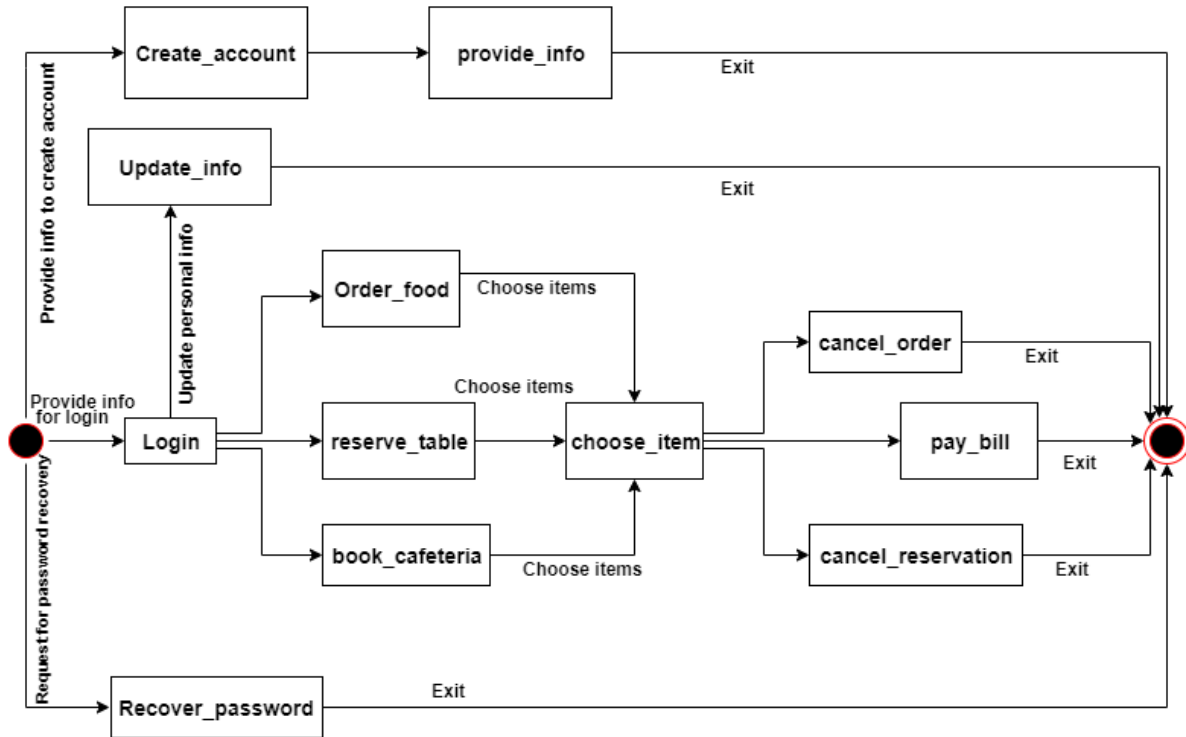 Create_account
provide_info
Exit
Provide info to create account
Update_info
Exit
Update personal info
Order_food
Choose items
cancel_order
Exit
Provide info
for login
Login
reserve_table
Choose items
choose_item
pay_bill
Exit
book_cafeteria
Choose items
cancel_reservation
Exit
Request for password recovery
Recover_password
Exit